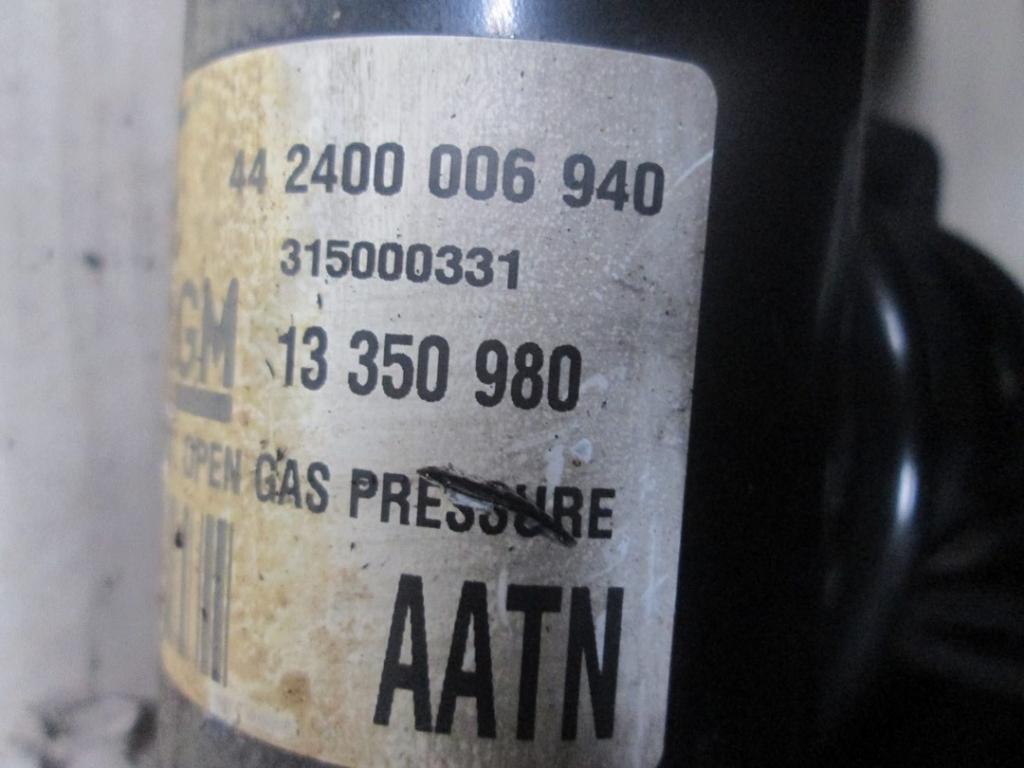 44 2400 006 940
315000331
GM 13 350 980
OPEN GAS PRESSURE
AATN